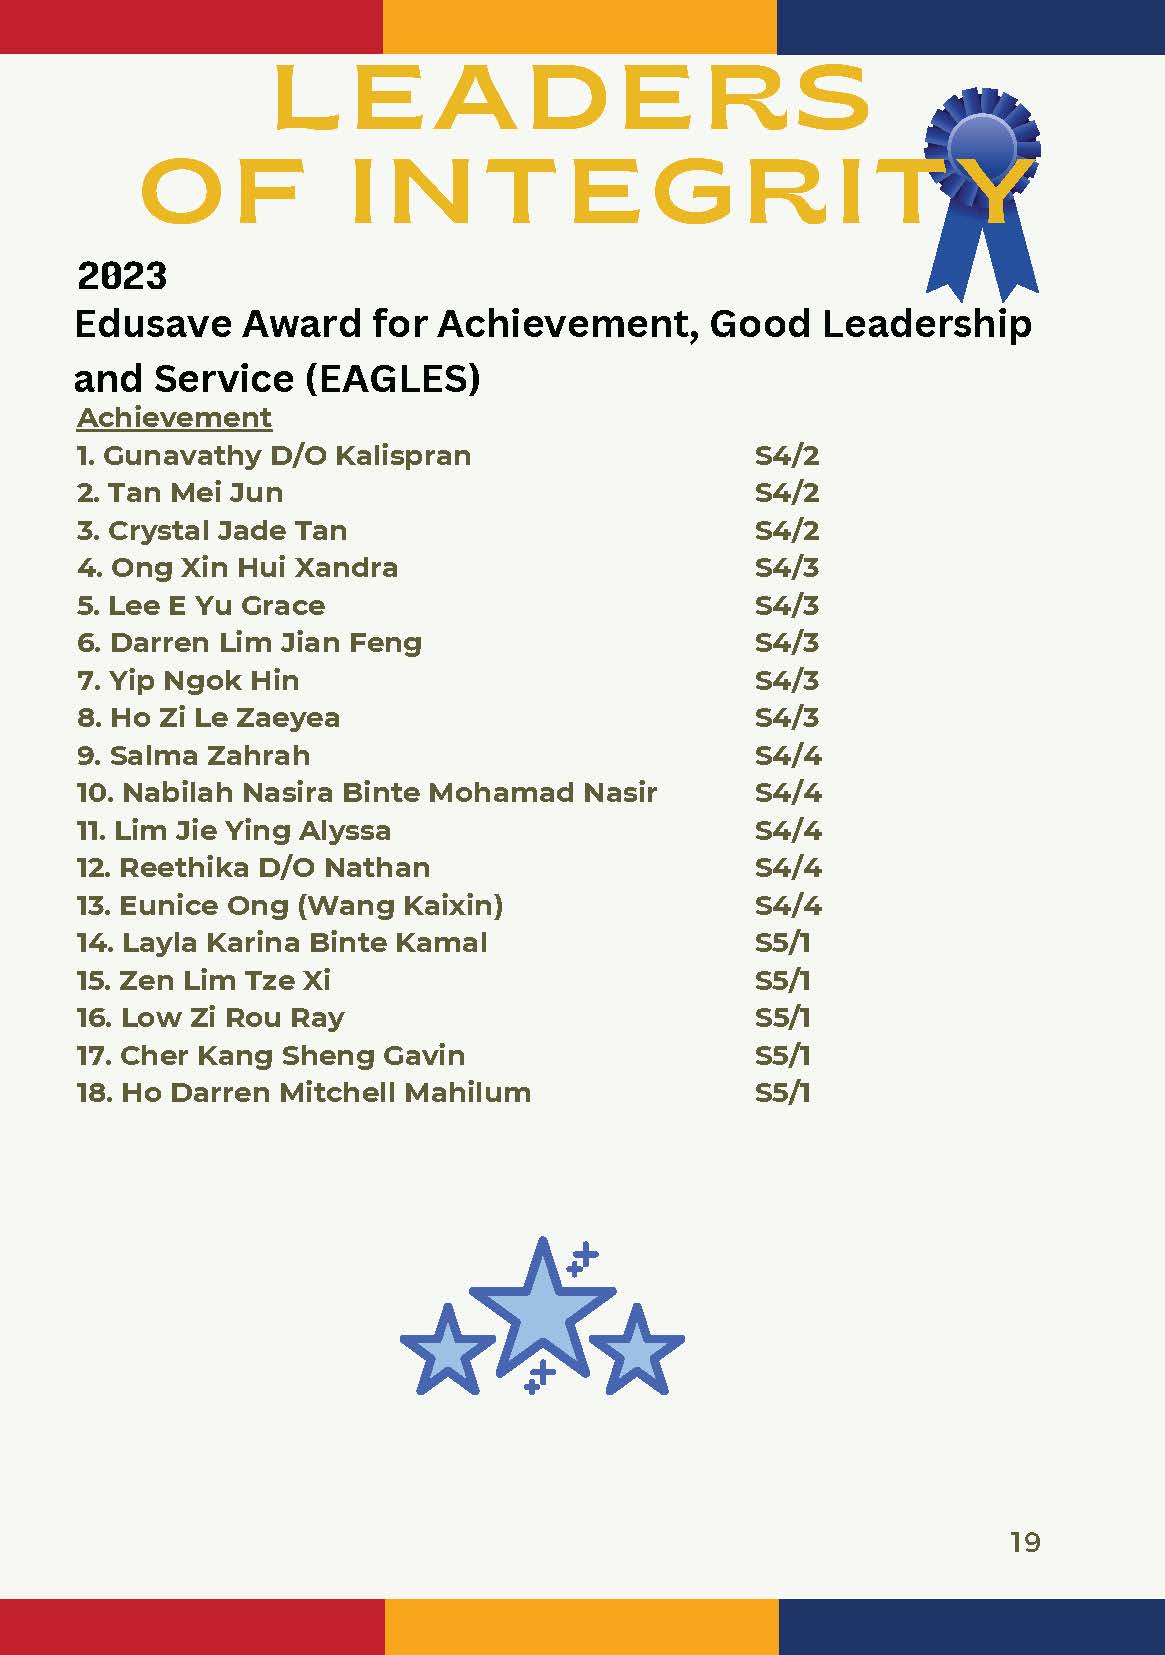 LEADERS
OF INTEGRITY
2023
Edusave Award for Achievement, Good Leadership
and Service (EAGLES)
Achievement
1. Gunavathy D/O Kalispran S4/2
2. Tan Mei Jun S4/2
3. Crystal Jade Tan S4/2
4. Ong Xin Hui Xandra S4/3
5. Lee E Yu Grace S4/3
6. Darren Lim Jian Feng S4/3
7. Yip Ngok Hin S4/3
8. Ho Zi Le Zaeyea S4/3
9. Salma Zahrah S4/4
10. Nabilah Nasira Binte Mohamad Nasir S4/4
11. Lim Jie Ying Alyssa S4/4
12. Reethika D/O Nathan S4/4
13. Eunice Ong (Wang Kaixin) S4/4
14. Layla Karina Binte Kamal S5/1
15. Zen Lim Tze Xi S5/1
16. Low Zi Rou Ray S5/1
17. Cher Kang Sheng Gavin S5/1
18. Ho Darren Mitchell Mahilum S5/1
19